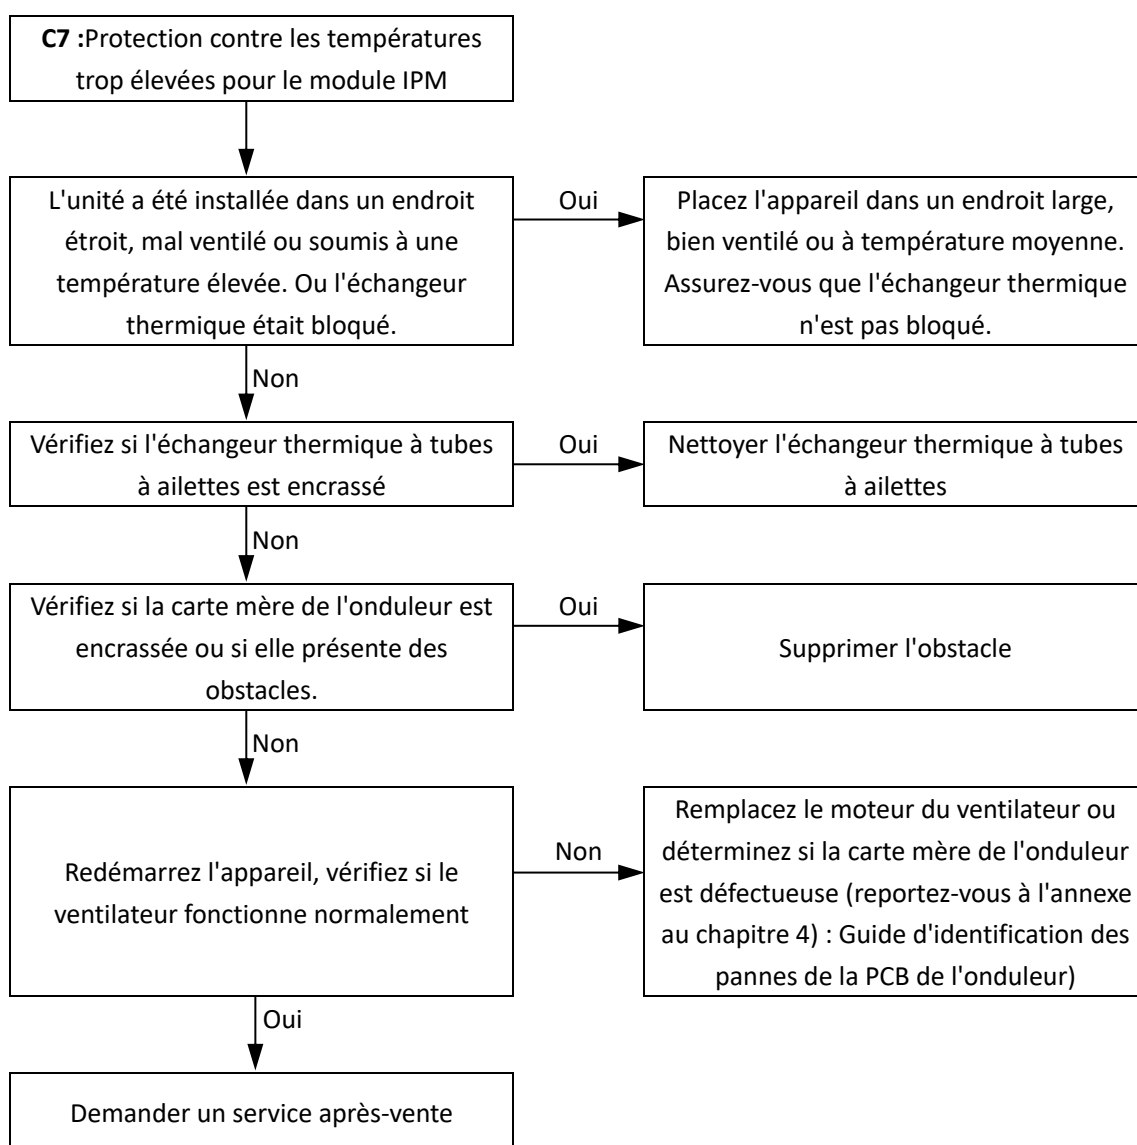 C7 :Protection contre les températures
trop élevées pour le module IPM
L'unité a été installée dans un endroit
étroit, mal ventilé ou soumis à une
température élevée. Ou l'échangeur
thermique était bloqué.
Oui
Placez l'appareil dans un endroit large,
bien ventilé ou à température moyenne.
Assurez-vous que l'échangeur thermique
n'est pas bloqué.
Non
Vérifiez si l'échangeur thermique à tubes
à ailettes est encrassé
Oui
Nettoyer l'échangeur thermique à tubes
à ailettes
Non
Vérifiez si la carte mère de l'onduleur est
encrassée ou si elle présente des
obstacles.
Oui
Supprimer l'obstacle
Non
Redémarrez l'appareil, vérifiez si le
ventilateur fonctionne normalement
Non
Remplacez le moteur du ventilateur ou
déterminez si la carte mère de l'onduleur
est défectueuse (reportez-vous à l'annexe
au chapitre 4) : Guide d'identification des
pannes de la PCB de l'onduleur)
Oui
Demander un service après-vente